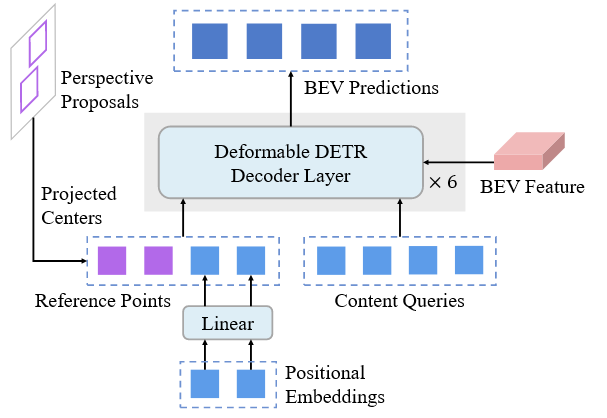 Perspective
Proposals
BEV Predictions
Deformable DETR
Decoder Layer
× 6
BEV Feature
Projected
Centers
Reference Points
Content Queries
Linear
Positional
Embeddings